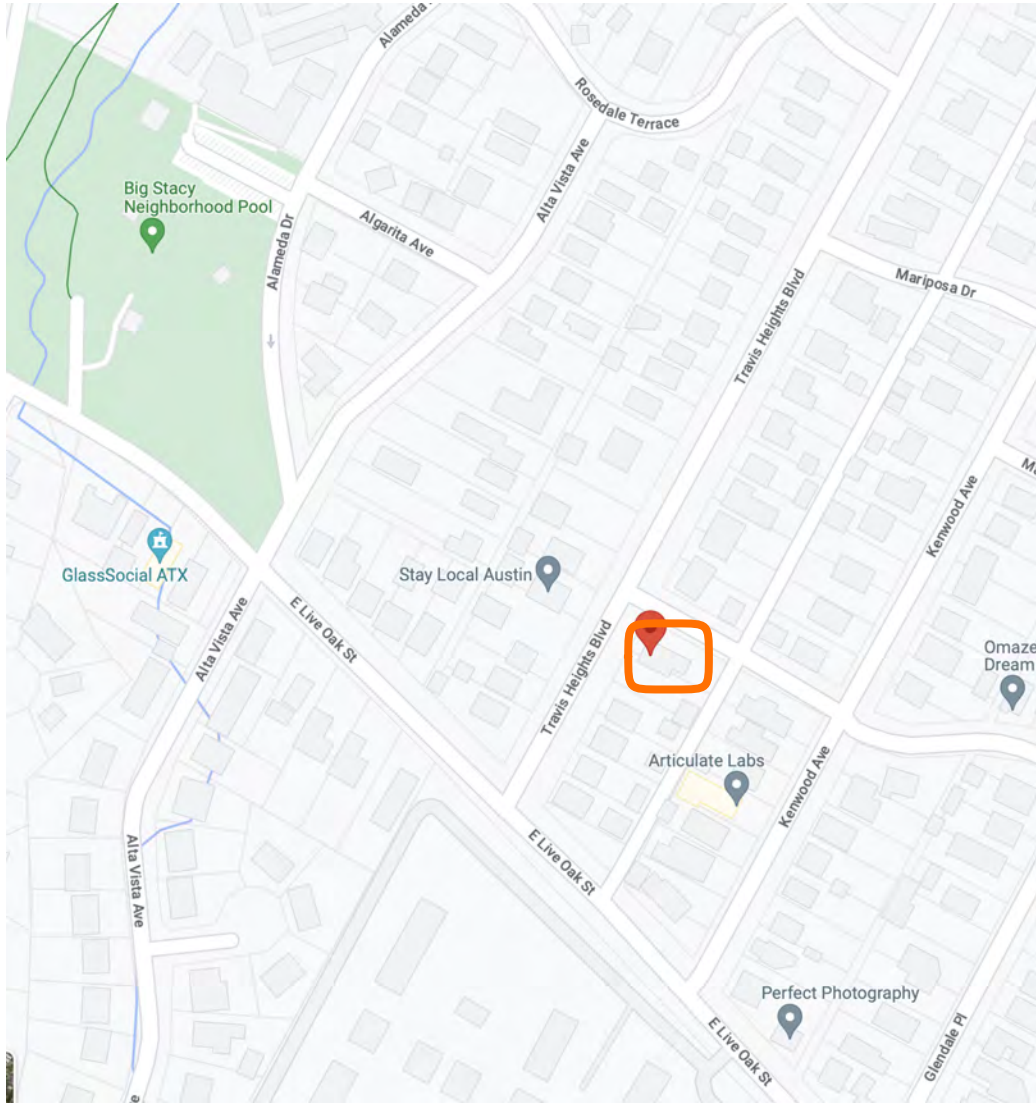 Alameda
Rosedale Terrace
Big Stacy
Neighborhood Pool
Alta Vista Ave
Algarita Ave
Alameda Dr
Mariposa Dr
Travis Heights Blvd
Kenwood Ave
GlassSocial ATX
Stay Local Austin
E Live Oak St
Alta Vista Ave
Travis Heights Blvd
Omaze
Dream
Articulate Labs
Kenwood Ave
E Live Oak St
Alta Vista Ave
Perfect Photography
E Live Oak St
Glendale Pl